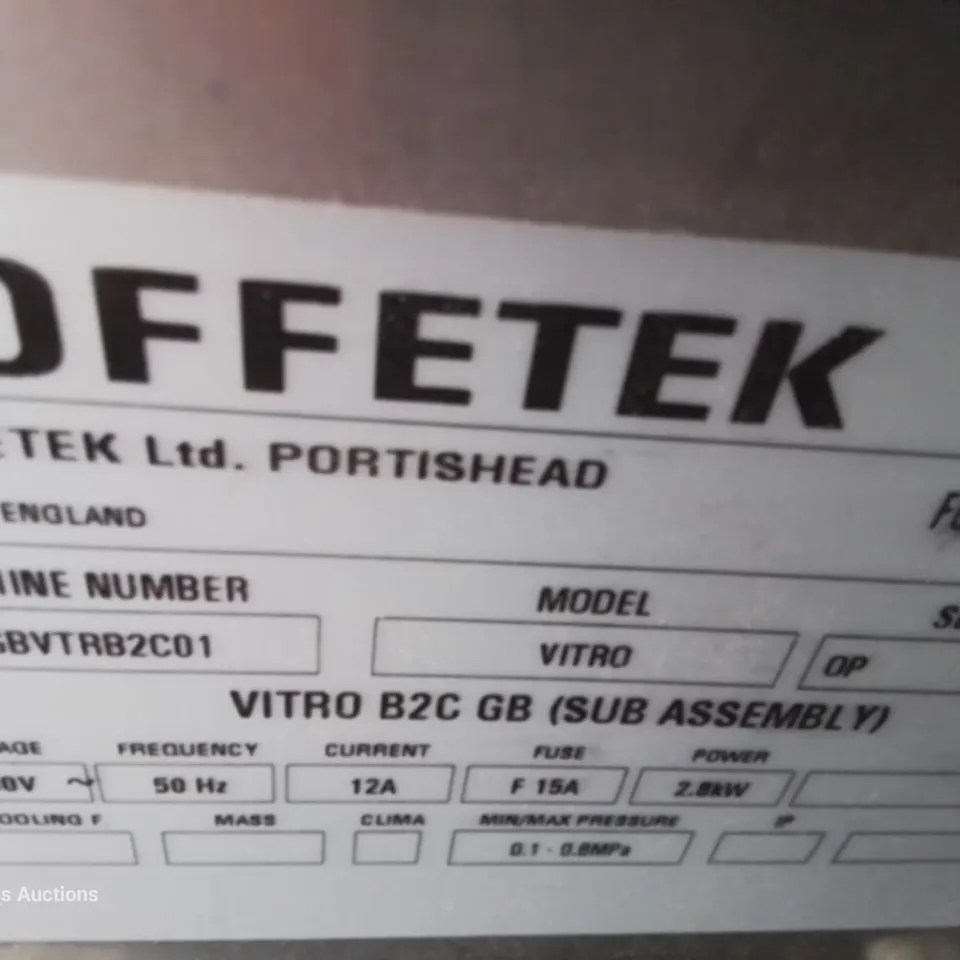 OFFETEK
ETEK Ltd. PORTISHEAD
ENGLAND
INE NUMBER MODEL
GBVTRB2C01 VITRO OP
VITRO B2C GB (SUB ASSEMBLY)
AGE FREQUENCY CURRENT FUSE POWER
0V ~ 50 Hz 12A F 15A 2.8kW
OOLING F MASS CLIMA MIN/MAX PRESSURE IP
0.1 - 0.8MPa
s Auctions